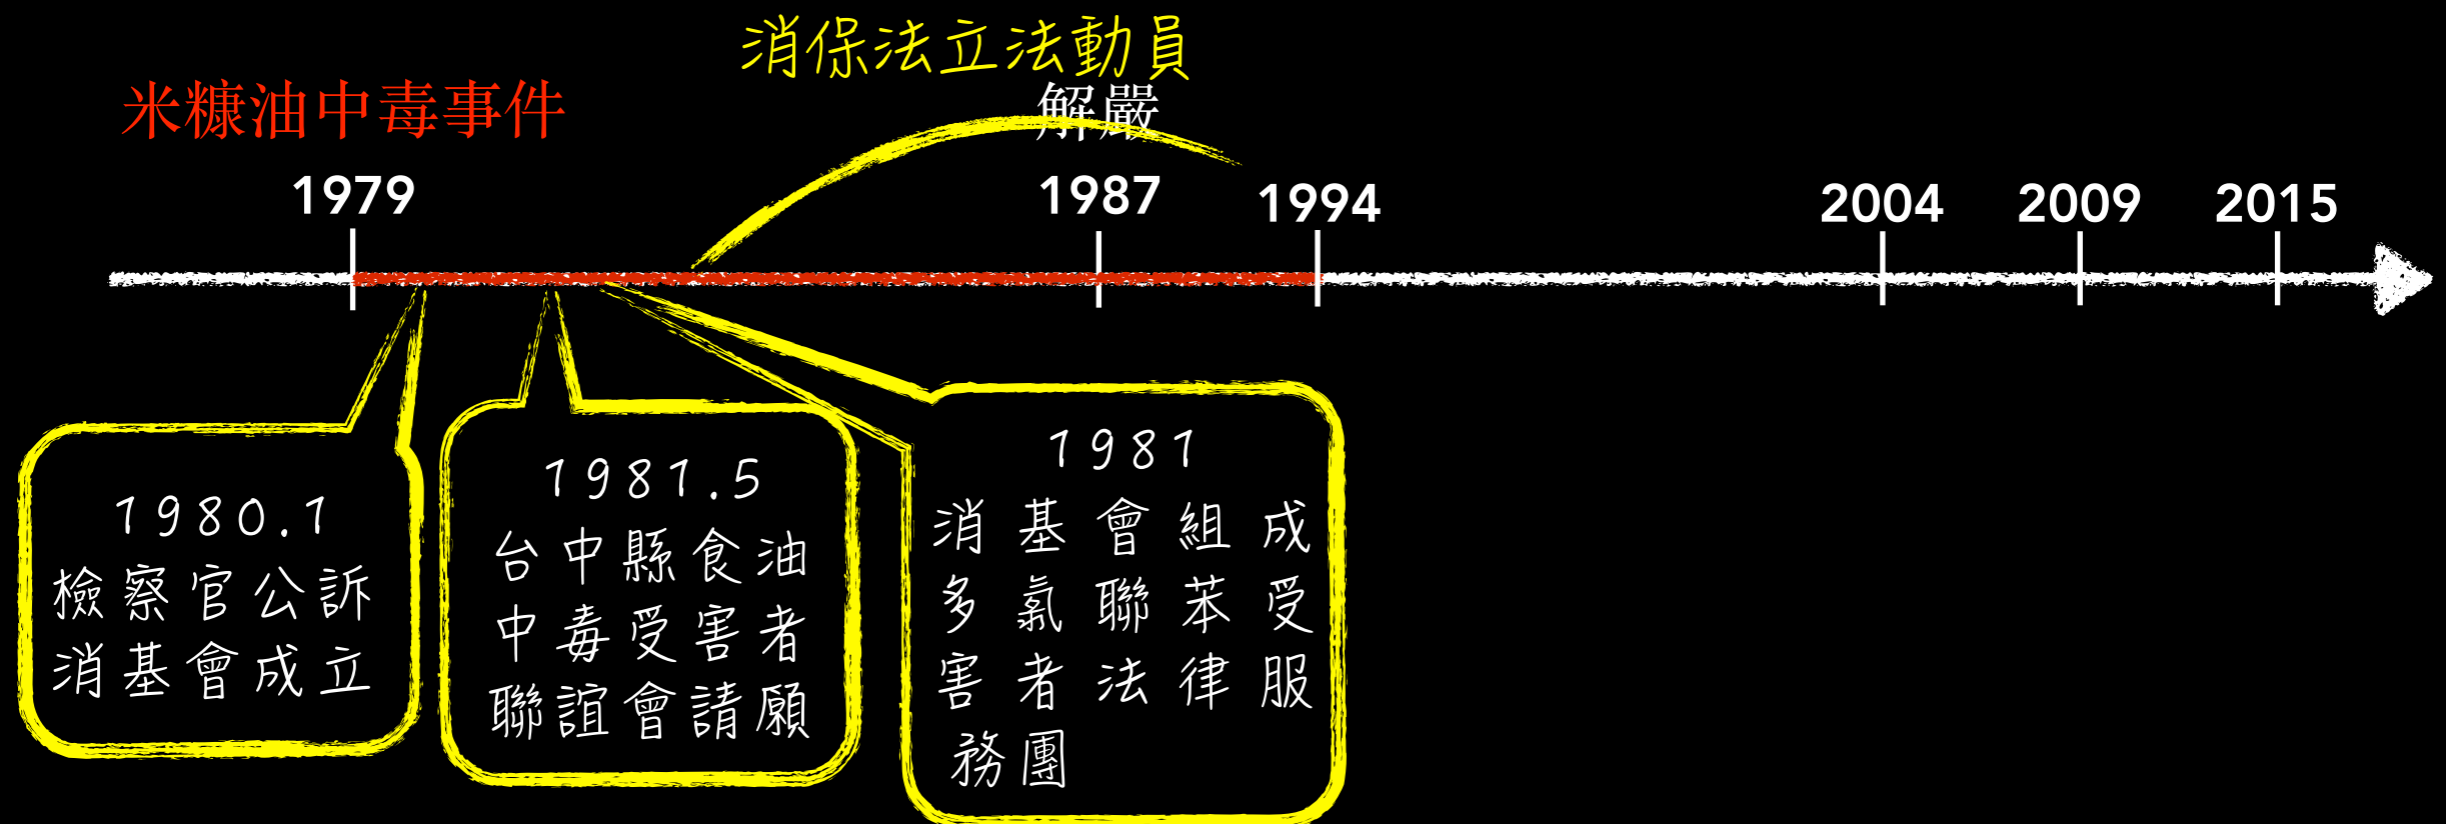 消保法立法動員
米糠油中毒事件
解嚴
1979
1987
1994
2004
2009
2015
1980.1
檢察官公訴
消基會成立
1981.5
台中縣食油
中毒受害者
聯誼會請願
1981
消基會組成
多氯聯苯受
害者法律服
務團